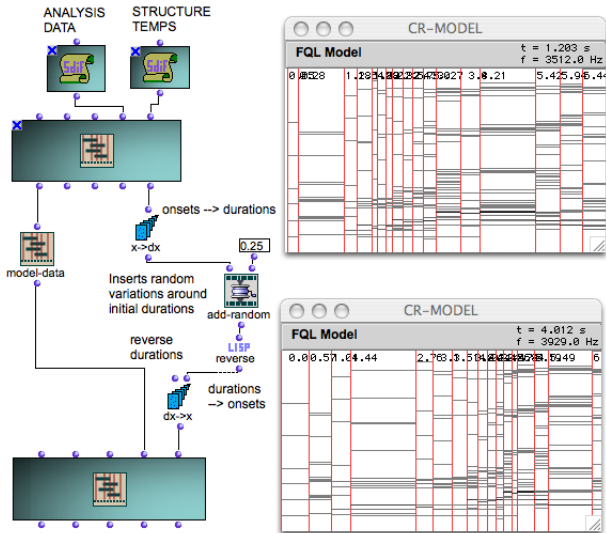 ANALYSIS
DATA
STRUCTURE
TEMPS
Sdif
Sdif
onsets --> durations
x->dx
0.25
model-data
Inserts random
variations around
initial durations
add-random
LISP
reverse
reverse
durations
durations
--> onsets
dx->x
CR-MODEL
FQL Model
t = 1.203 s
f = 3512.0 Hz
CR-MODEL
FQL Model
t = 4.012 s
f = 3929.0 Hz